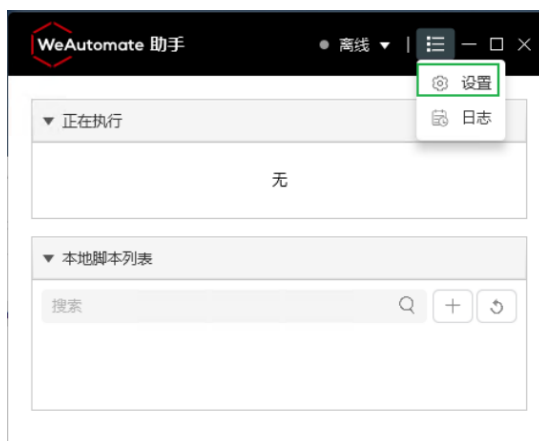 WeAutomate 助手
离线
设置
日志
正在执行
无
本地脚本列表
搜索